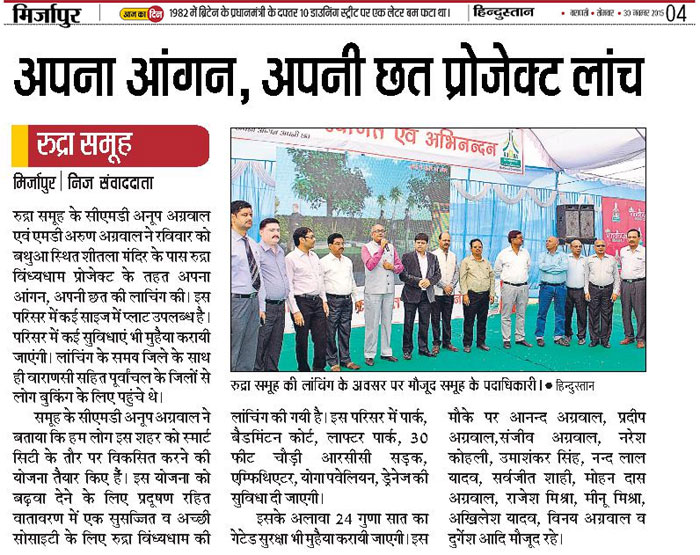 मिर्जापुर
आज का दिन
1982 में ब्रिटेन के प्रधानमंत्री के दफ्तर 10 डाउनिंग स्ट्रीट पर एक लेटर बम फटा था।
हिन्दुस्तान
• वाराणसी • सोमवार • 30 नवम्बर 2015 04
अपना आंगन, अपनी छत प्रोजेक्ट लांच
रुद्रा समूह
मिर्जापुर | निज संवाददाता
रुद्रा समूह के सीएमडी अनूप अग्रवाल
एवं एमडी अरुण अग्रवाल ने रविवार को
बथुआ स्थित शीतला मंदिर के पास रुद्रा
विंध्यधाम प्रोजेक्ट के तहत अपना
आंगन, अपनी छत की लाचिंग की। इस
परिसर में कई साइज में प्लाट उपलब्ध है।
परिसर में कई सुविधाएं भी मुहैया करायी
जाएंगी। लांचिंग के समय जिले के साथ
ही वाराणसी सहित पूर्वांचल के जिलों से
लोग बुकिंग के लिए पहुंचे थे।
समूह के सीएमडी अनूप अग्रवाल ने
बताया कि हम लोग इस शहर को स्मार्ट
सिटी के तौर पर विकसित करने की
योजना तैयार किए हैं। इस योजना को
बढ़वा देने के लिए प्रदूषण रहित
वातावरण में एक सुसज्जित व अच्छी
सोसाइटी के लिए रुद्रा विंध्यधाम की
एवं अभिनन्दन
रुद्रा समूह की लांचिंग के अवसर पर मौजूद समूह के पदाधिकारी। • हिन्दुस्तान
लांचिंग की गयी है। इस परिसर में पार्क,
बैडमिंटन कोर्ट, लाफ्टर पार्क, 30
फीट चौड़ी आरसीसी सड़क,
एम्फिथिएटर, योगा पवेलियन, ड्रेनेज की
सुविधा दी जाएगी।
इसके अलावा 24 गुणा सात का
गेटेड सुरक्षा भी मुहैया करायी जाएगी। इस
मौके पर आनन्द अग्रवाल, प्रदीप
अग्रवाल,संजीव अग्रवाल, नरेश
कोहली, उमाशंकर सिंह, नन्द लाल
यादव, सर्वजीत शाही, मोहन दास
अग्रवाल, राजेश मिश्रा, मीनू मिश्रा,
अखिलेश यादव, विनय अग्रवाल व
दुर्गेश आदि मौजूद रहे।